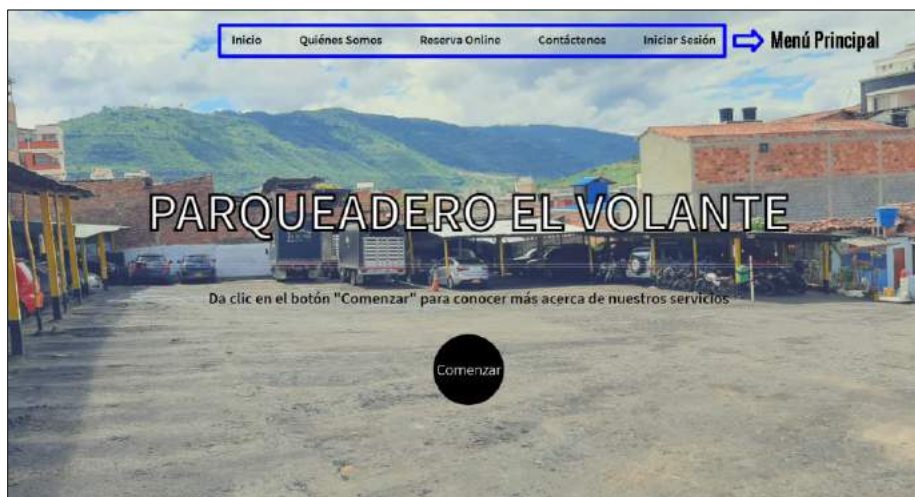 Inicio Quiénes Somos Reserva Online Contáctenos Iniciar Sesión Menú Principal
PARQUEADERO EL VOLANTE
Da clic en el botón "Comenzar" para conocer más acerca de nuestros servicios
Comenzar